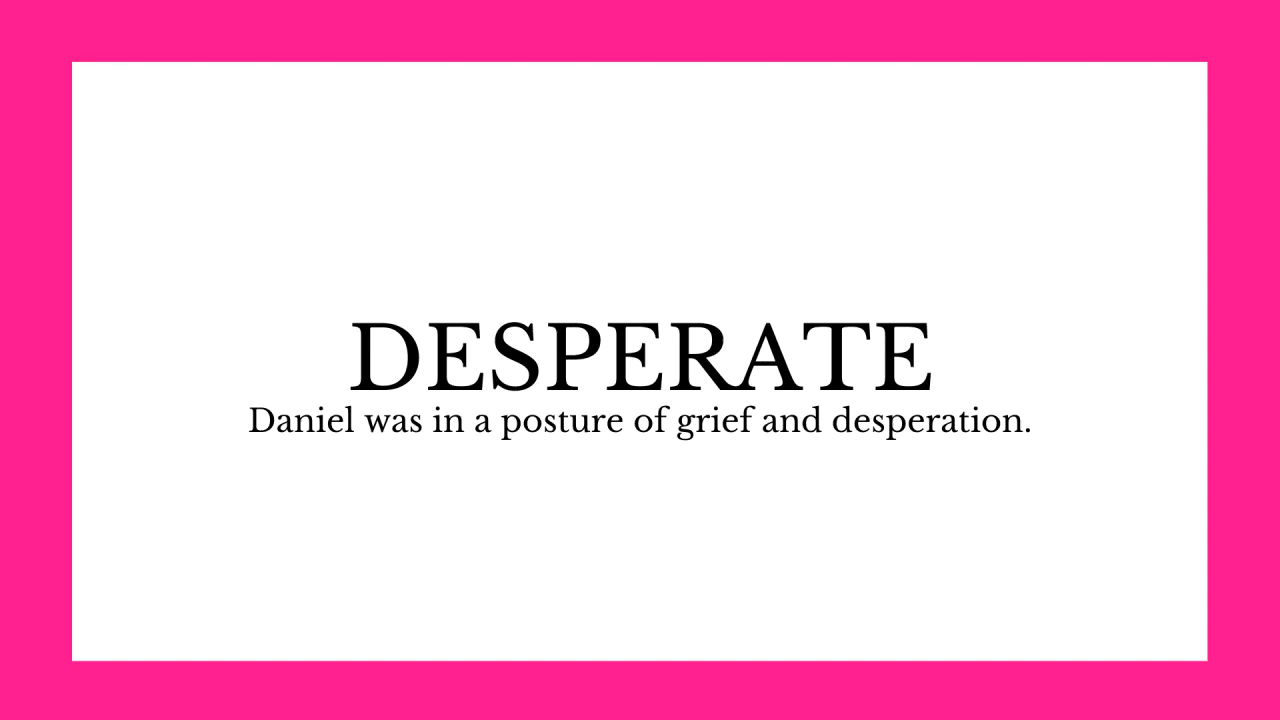 DESPERATE
Daniel was in a posture of grief and desperation.